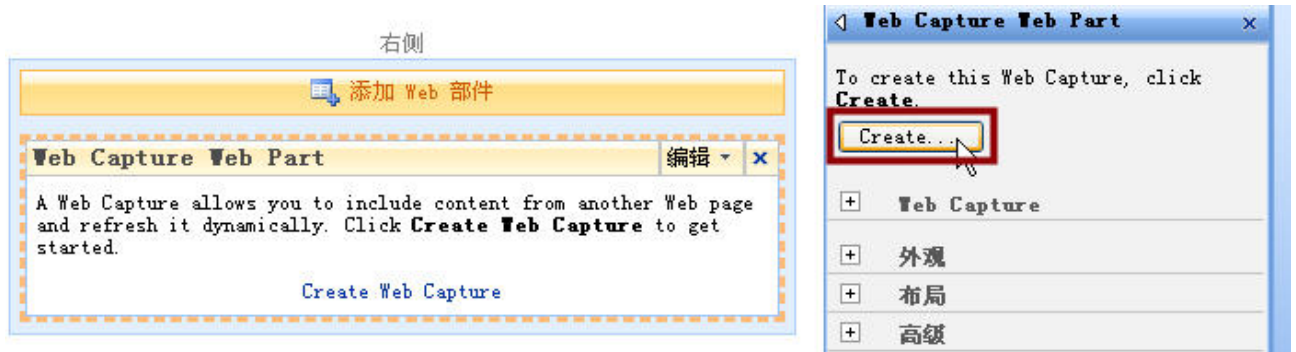 右侧
添加 Web 部件
Web Capture Web Part
编辑
A Web Capture allows you to include content from another Web page
and refresh it dynamically. Click Create Web Capture to get
started.
Create Web Capture
Web Capture Web Part
To create this Web Capture, click
Create.
Create...
Web Capture
外观
布局
高级